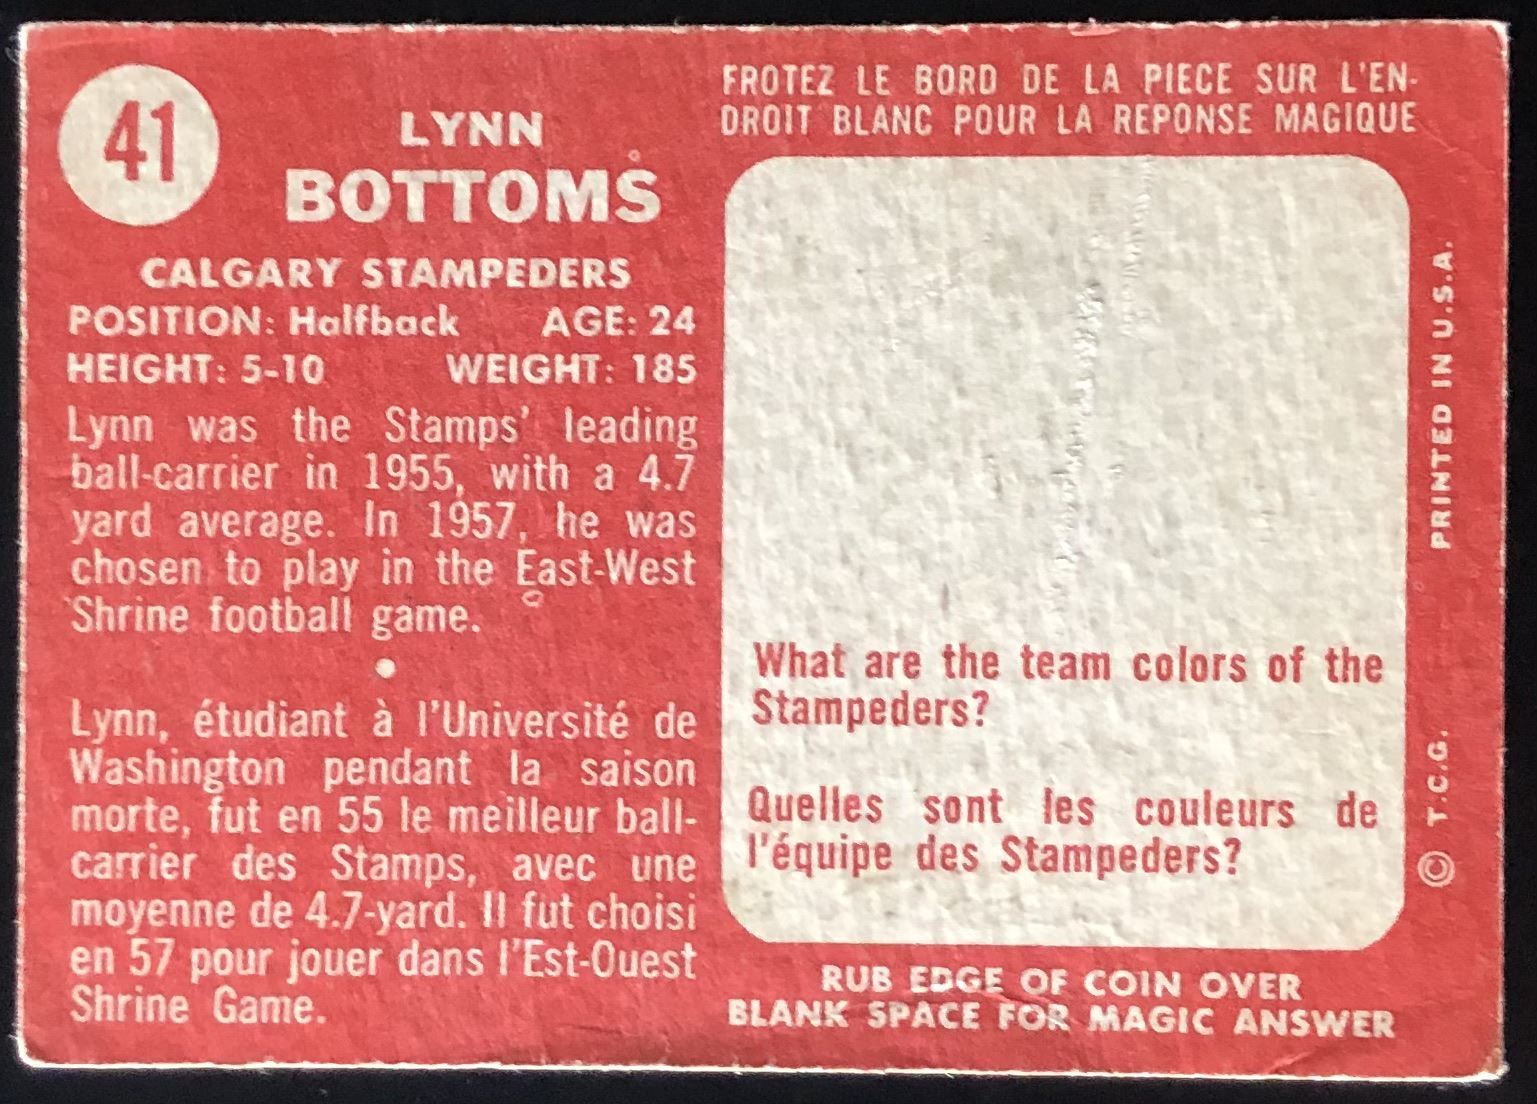 41
LYNN
BOTTOMS
CALGARY STAMPEDERS
POSITION: Halfback AGE: 24
HEIGHT: 5-10 WEIGHT: 185
Lynn was the Stamps' leading
ball-carrier in 1955, with a 4.7
yard average. In 1957, he was
chosen to play in the East-West
Shrine football game.
Lynn, étudiant à l'Université de
Washington pendant la saison
morte, fut en 55 le meilleur ball-
carrier des Stamps, avec une
moyenne de 4.7-yard. Il fut choisi
en 57 pour jouer dans l'Est-Ouest
Shrine Game.
FROTEZ LE BORD DE LA PIECE SUR L'EN-
DROIT BLANC POUR LA REPONSE MAGIQUE
What are the team colors of the
Stampeders?
Quelles sont les couleurs de
l'équipe des Stampeders?
RUB EDGE OF COIN OVER
BLANK SPACE FOR MAGIC ANSWER
© T.C.G. PRINTED IN U.S.A.